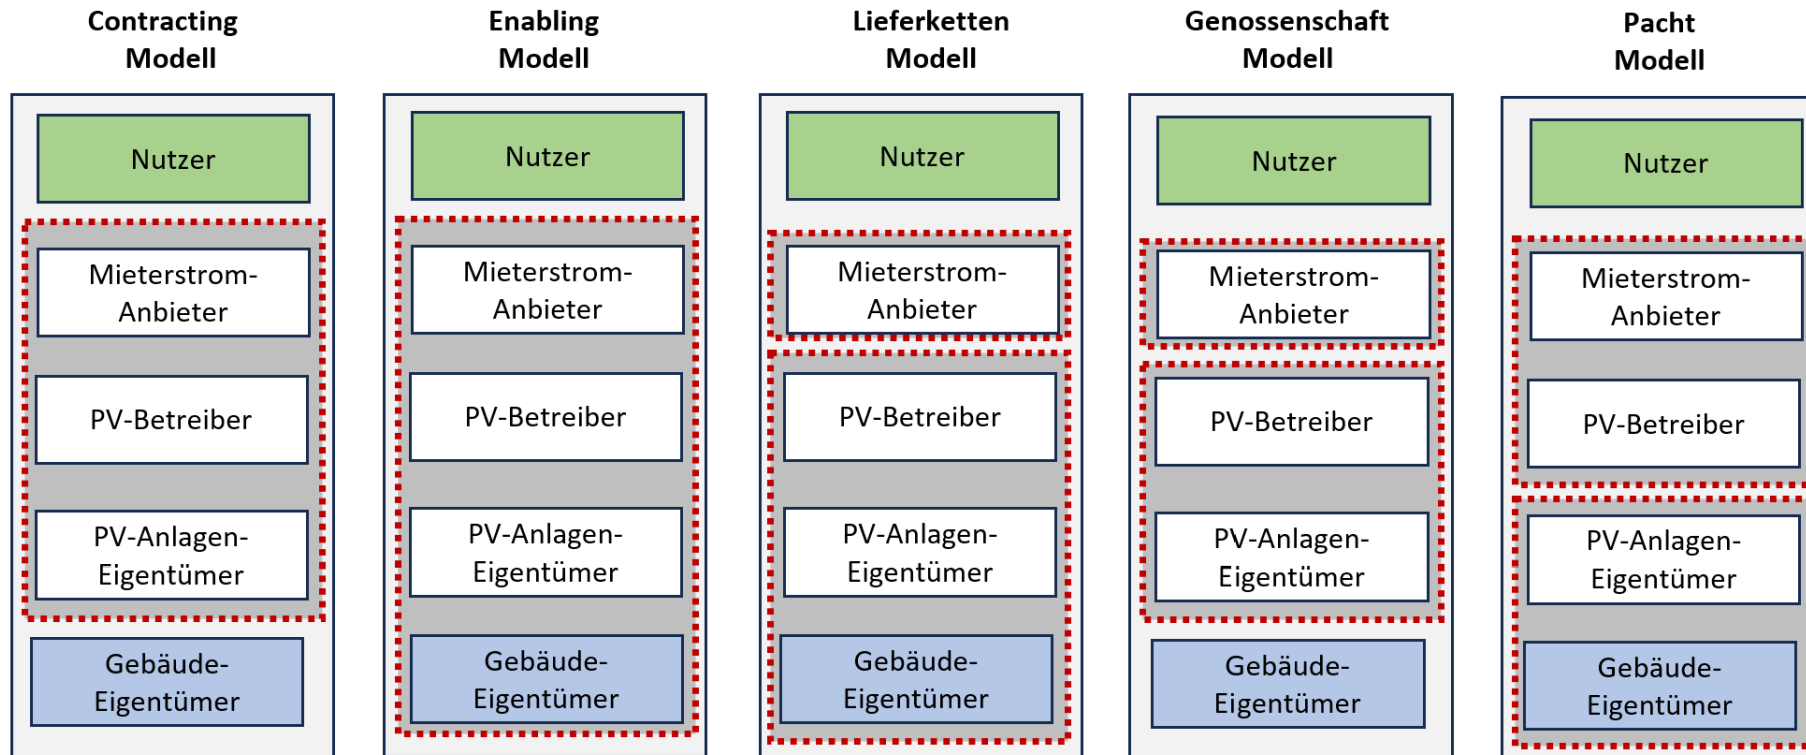 Contracting
Modell
Nutzer
Mieterstrom-
Anbieter
PV-Betreiber
PV-Anlagen-
Eigentümer
Gebäude-
Eigentümer
Enabling
Modell
Nutzer
Mieterstrom-
Anbieter
PV-Betreiber
PV-Anlagen-
Eigentümer
Gebäude-
Eigentümer
Lieferketten
Modell
Nutzer
Mieterstrom-
Anbieter
PV-Betreiber
PV-Anlagen-
Eigentümer
Gebäude-
Eigentümer
Genossenschaft
Modell
Nutzer
Mieterstrom-
Anbieter
PV-Betreiber
PV-Anlagen-
Eigentümer
Gebäude-
Eigentümer
Pacht
Modell
Nutzer
Mieterstrom-
Anbieter
PV-Betreiber
PV-Anlagen-
Eigentümer
Gebäude-
Eigentümer